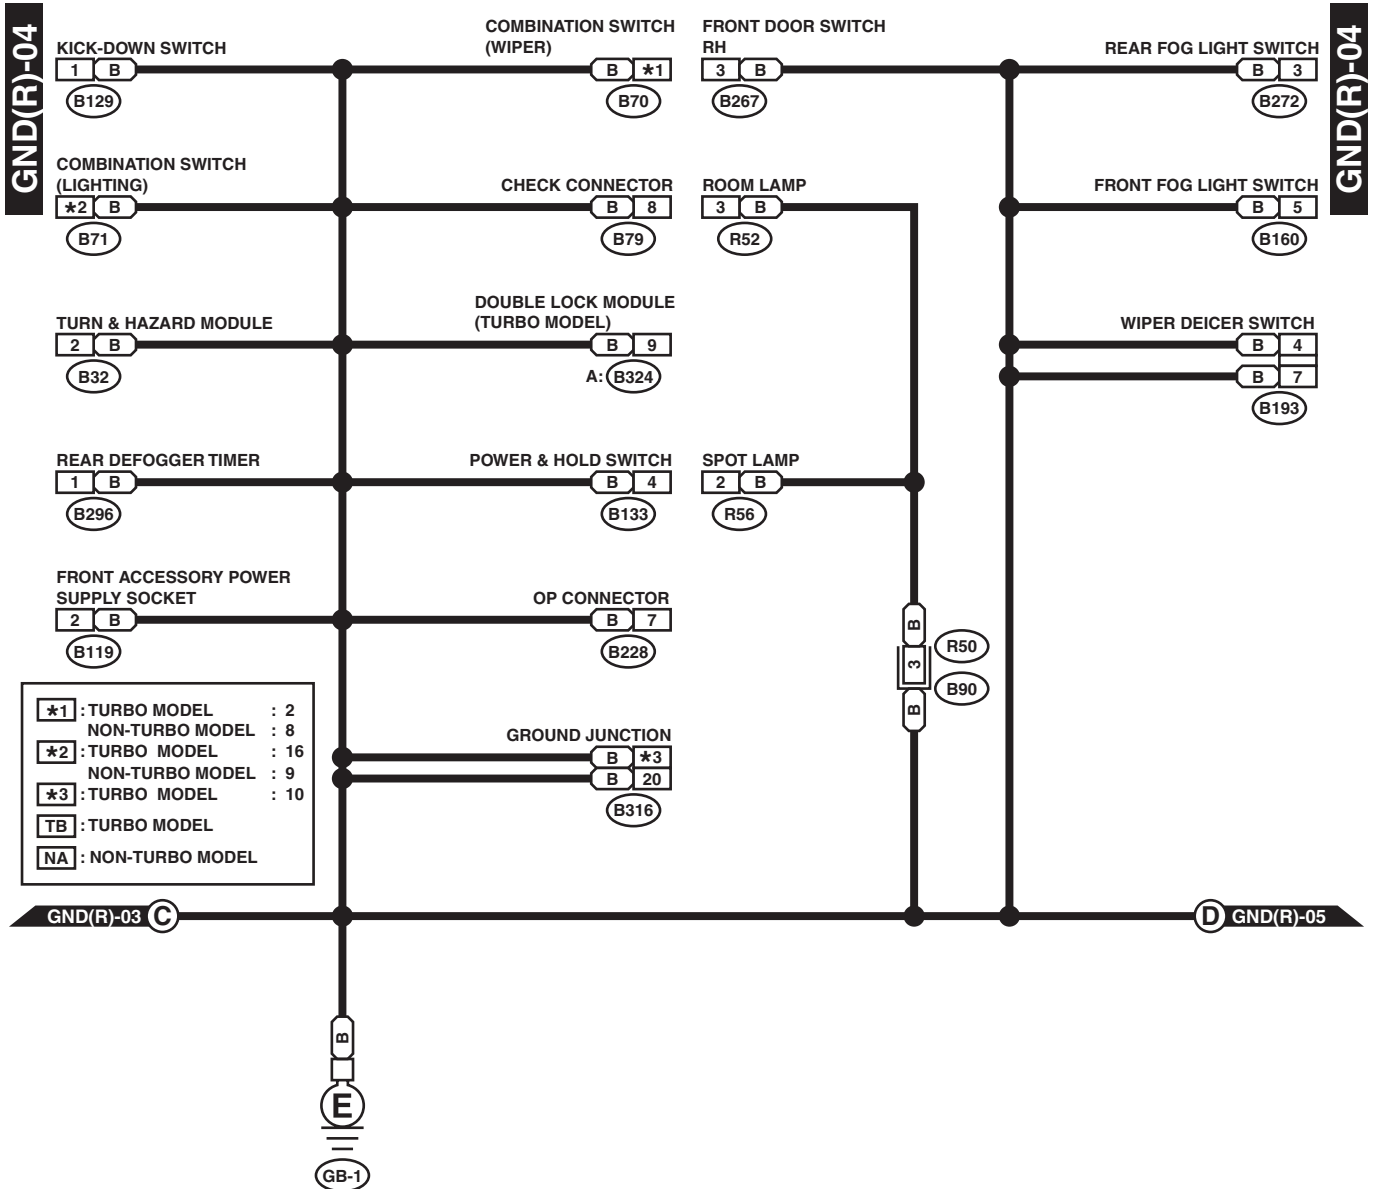 GND(R)-04
GND(R)-04
KICK-DOWN SWITCH
1 B
B129
COMBINATION SWITCH
(WIPER)
B *1
B70
FRONT DOOR SWITCH
RH
3 B
B267
REAR FOG LIGHT SWITCH
B 3
B272
COMBINATION SWITCH
(LIGHTING)
*2 B
B71
CHECK CONNECTOR
B 8
B79
ROOM LAMP
3 B
R52
FRONT FOG LIGHT SWITCH
B 5
B160
TURN & HAZARD MODULE
2 B
B32
DOUBLE LOCK MODULE
(TURBO MODEL)
B 9
A: B324
WIPER DEICER SWITCH
B 4
B 7
B193
REAR DEFOGGER TIMER
1 B
B296
POWER & HOLD SWITCH
B 4
B133
SPOT LAMP
2 B
R56
FRONT ACCESSORY POWER
SUPPLY SOCKET
2 B
B119
OP CONNECTOR
B 7
B228
B
R50
3
B90
B
*1 : TURBO MODEL : 2
NON-TURBO MODEL : 8
*2 : TURBO MODEL : 16
NON-TURBO MODEL : 9
*3 : TURBO MODEL : 10
TB : TURBO MODEL
NA : NON-TURBO MODEL
GROUND JUNCTION
B *3
B 20
B316
GND(R)-03 C
D GND(R)-05
B
E
GB-1